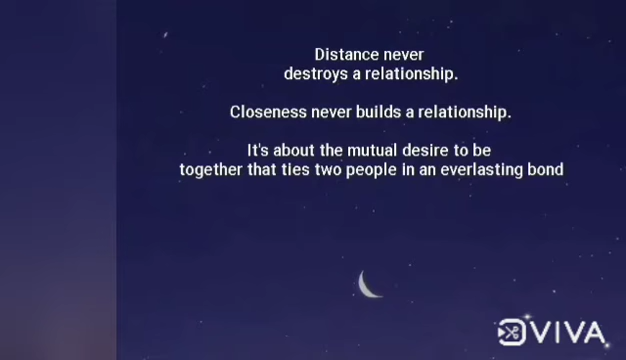 Distance never
destroys a relationship.
Closeness never builds a relationship.
It's about the mutual desire to be
together that ties two people in an everlasting bond
VIVA